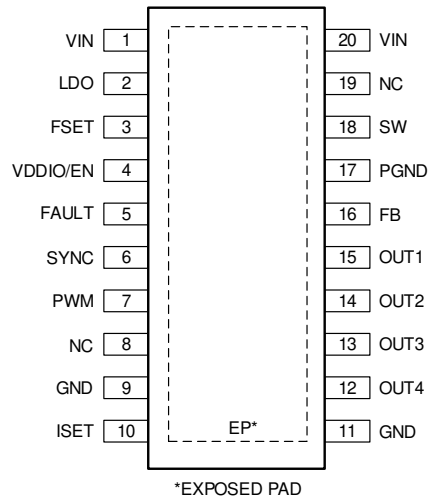 VIN 1 20 VIN
LDO 2 19 NC
FSET 3 18 SW
VDDIO/EN 4 17 PGND
FAULT 5 16 FB
SYNC 6 15 OUT1
PWM 7 14 OUT2
NC 8 13 OUT3
GND 9 12 OUT4
ISET 10 EP* 11 GND
*EXPOSED PAD